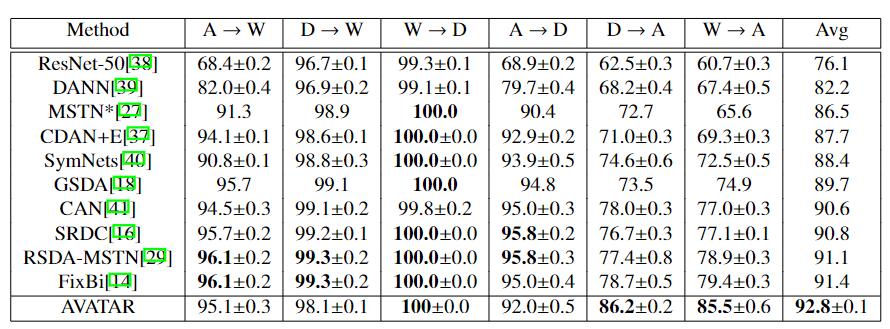 Method A → W D → W W → D A → D D → A W → A Avg
ResNet-50[38] 68.4±0.2 96.7±0.1 99.3±0.1 68.9±0.2 62.5±0.3 60.7±0.3 76.1
DANN[39] 82.0±0.4 96.9±0.2 99.1±0.1 79.7±0.4 68.2±0.4 67.4±0.5 82.2
MSTN*[27] 91.3 98.9 100.0 90.4 72.7 65.6 86.5
CDAN+E[37] 94.1±0.1 98.6±0.1 100.0±0.0 92.9±0.2 71.0±0.3 69.3±0.3 87.7
SymNets[40] 90.8±0.1 98.8±0.3 100.0±0.0 93.9±0.5 74.6±0.6 72.5±0.5 88.4
GSDA[18] 95.7 99.1 100.0 94.8 73.5 74.9 89.7
CAN[41] 94.5±0.3 99.1±0.2 99.8±0.2 95.0±0.3 78.0±0.3 77.0±0.3 90.6
SRDC[16] 95.7±0.2 99.2±0.1 100.0±0.0 95.8±0.2 76.7±0.3 77.1±0.1 90.8
RSDA-MSTN[29] 96.1±0.2 99.3±0.2 100.0±0.0 95.8±0.3 77.4±0.8 78.9±0.3 91.1
FixBi[14] 96.1±0.2 99.3±0.2 100.0±0.0 95.0±0.4 78.7±0.5 79.4±0.3 91.4
AVATAR 95.1±0.3 98.1±0.1 100±0.0 92.0±0.5 86.2±0.2 85.5±0.6 92.8±0.1